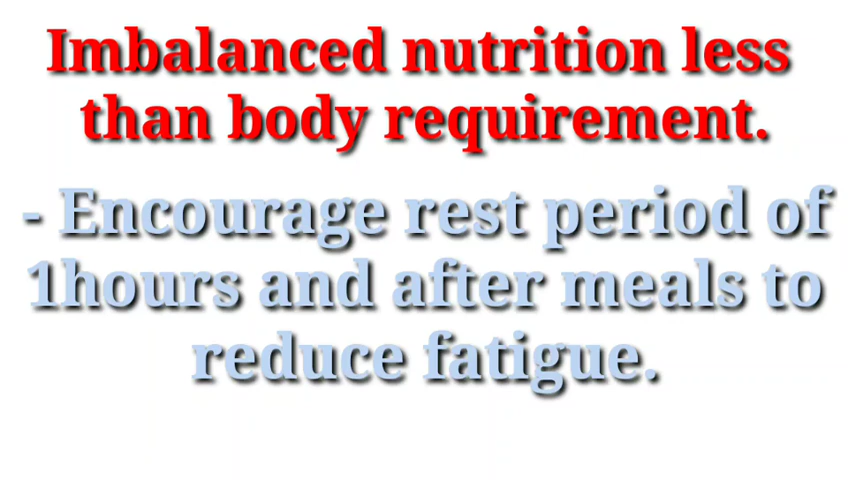 Imbalanced nutrition less
than body requirement.
- Encourage rest period of
1hours and after meals to
reduce fatigue.